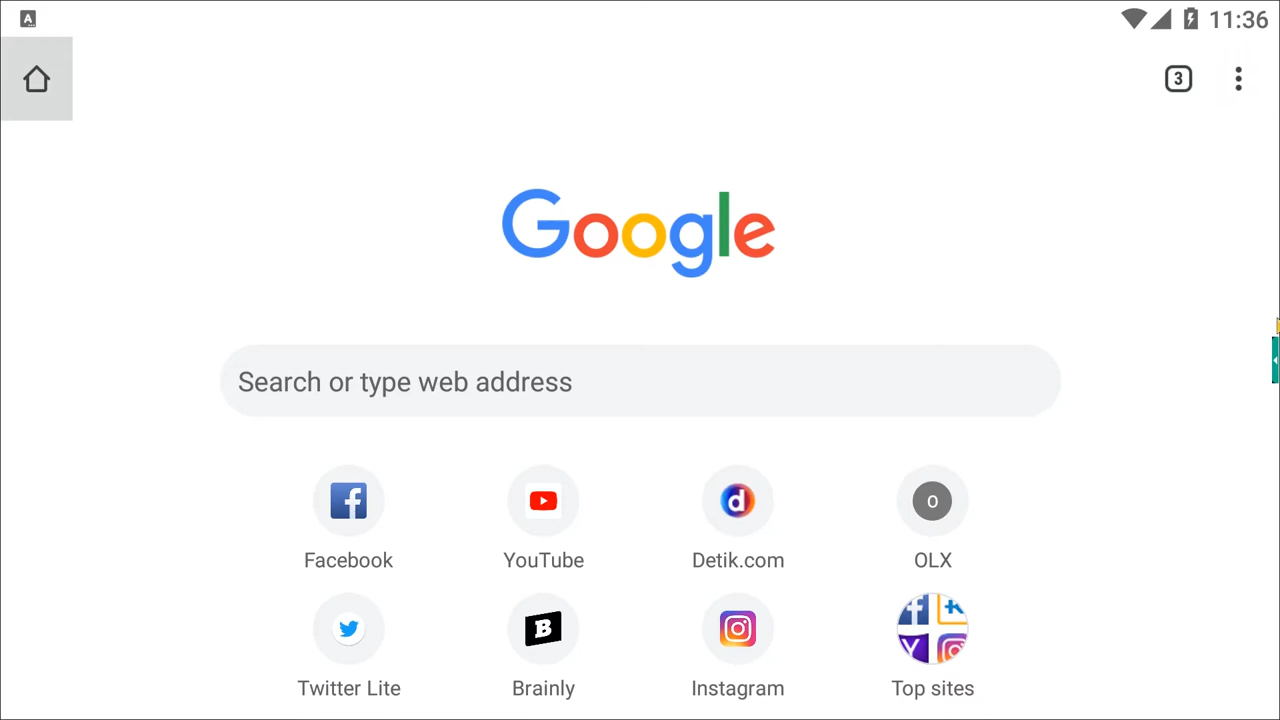 A
11:36
3
Google
Search or type web address
O
Facebook
YouTube
Detik.com
OLX
B
Twitter Lite
Brainly
Instagram
Top sites